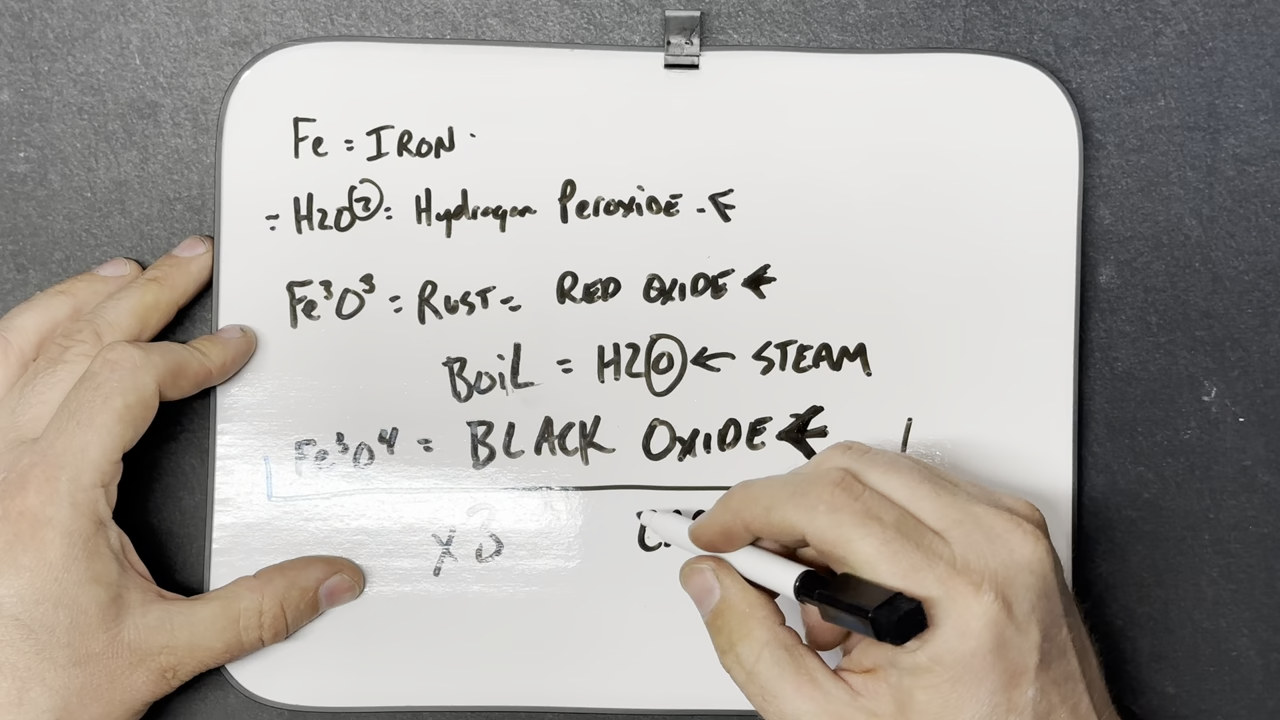 Fe = IRON
= H2O2 = Hydrogen Peroxide
Fe³O³ = RUST = RED OXIDE ←
BOIL = H2O ← STEAM
Fe³O⁴ = BLACK OXIDE ←
x3